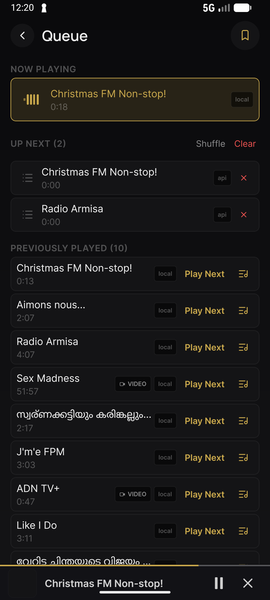 12:20
5G
Queue
NOW PLAYING
Christmas FM Non-stop!
0:18
local
UP NEXT (2)
Shuffle
Clear
Christmas FM Non-stop!
0:00
api
Radio Armisa
0:00
api
PREVIOUSLY PLAYED (10)
Christmas FM Non-stop!
0:13
local
Play Next
Aimons nous...
2:07
local
Play Next
Radio Armisa
4:07
local
Play Next
Sex Madness
51:57
VIDEO
local
Play Next
സ്വർണക്കട്ടിയും കരിങ്കല്ലും...
2:17
local
Play Next
J'm'e FPM
3:03
local
Play Next
ADN TV+
0:47
VIDEO
local
Play Next
Like I Do
3:11
local
Play Next
വേറിട്ട ചിന്തയുടെ വിജയം ...
Christmas FM Non-stop!